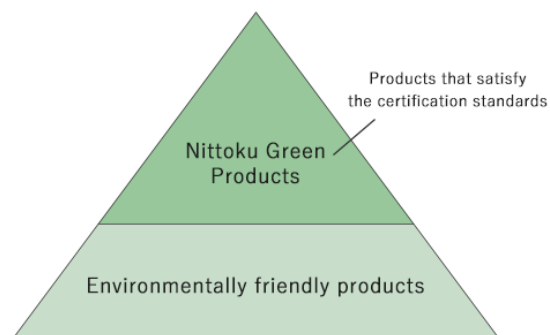 Products that satisfy
the certification standards
Nittoku Green
Products
Environmentally friendly products